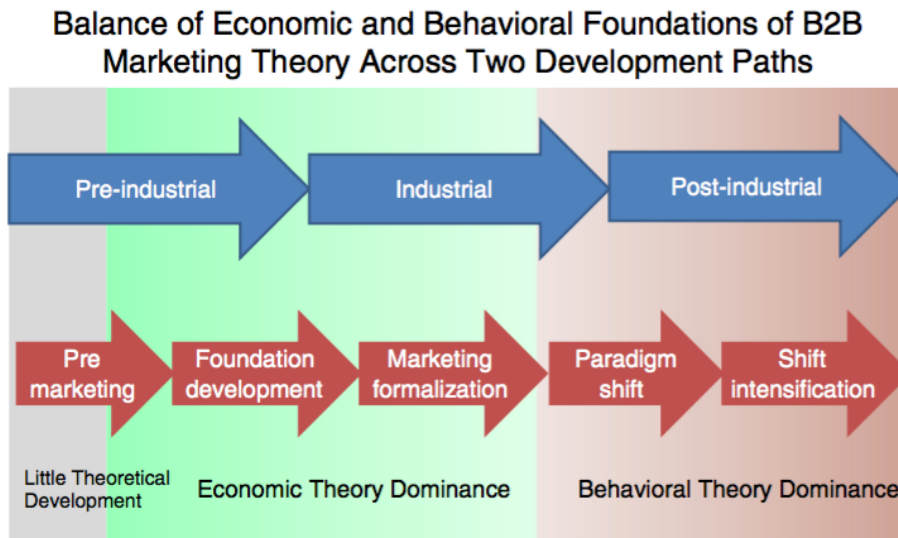 Balance of Economic and Behavioral Foundations of B2B
Marketing Theory Across Two Development Paths
Pre-industrial
Industrial
Post-industrial
Pre
marketing
Foundation
development
Marketing
formalization
Paradigm
shift
Shift
intensification
Little Theoretical
Development
Economic Theory Dominance
Behavioral Theory Dominance